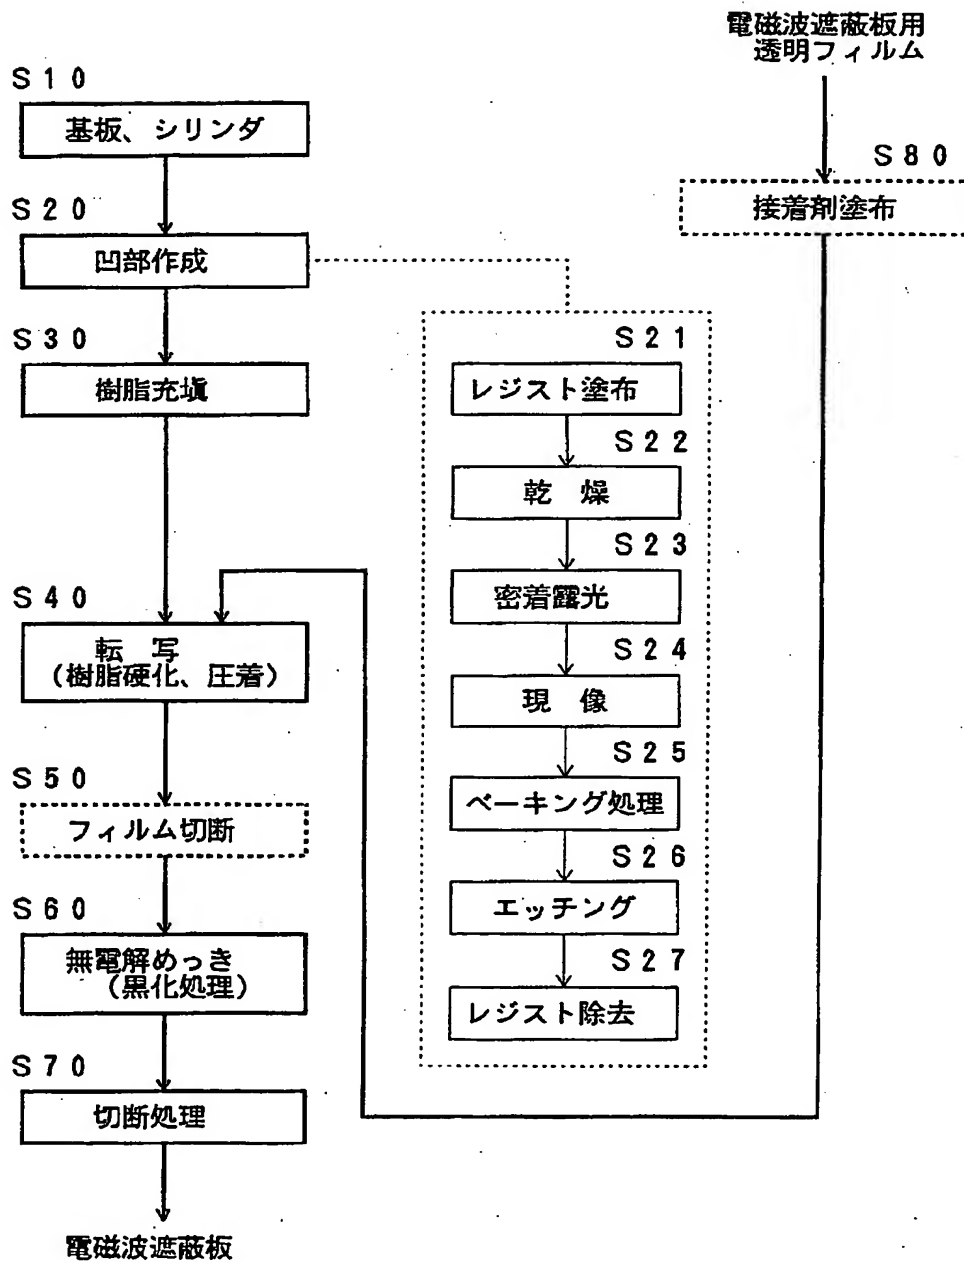 電磁波遮蔽板用
透明フィルム
S10
基板、シリンダ
S80
接着剤塗布
S20
凹部作成
S30
樹脂充塡
S21
レジスト塗布
S22
乾 燥
S23
密着露光
S24
現 像
S25
ベーキング処理
S26
エッチング
S27
レジスト除去
S40
転 写
(樹脂硬化、圧着)
S50
フィルム切断
S60
無電解めっき
(黒化処理)
S70
切断処理
電磁波遮蔽板